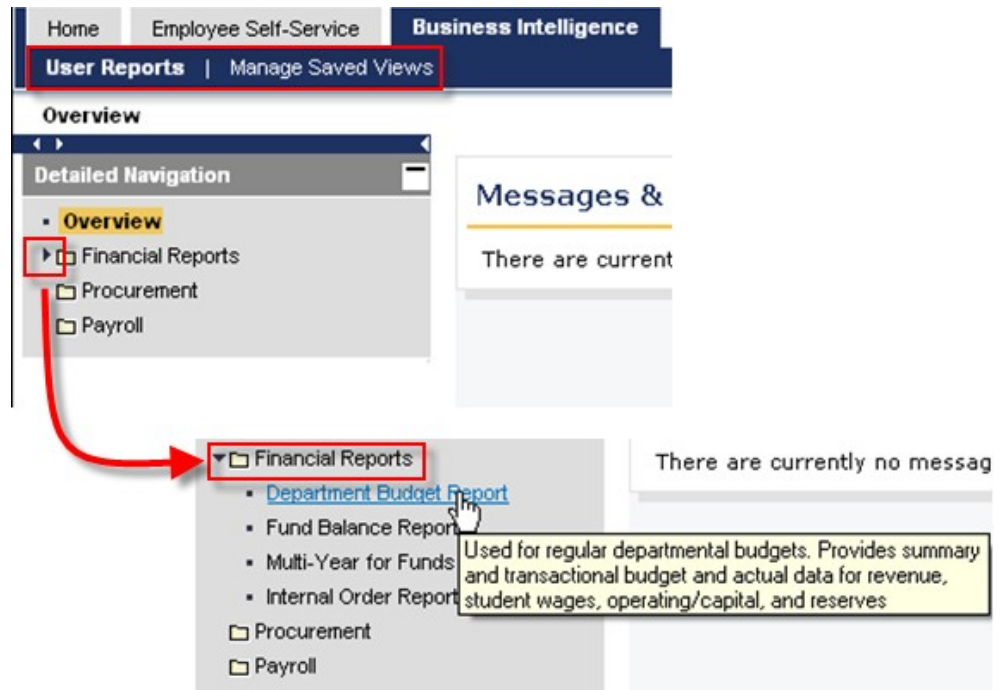 Home Employee Self-Service Business Intelligence
User Reports | Manage Saved Views
Overview
Detailed Navigation
Overview
Financial Reports
Procurement
Payroll
Messages &
There are current
Financial Reports
Department Budget Report
Fund Balance Repor
Multi-Year for Funds
Internal Order Report
Procurement
Payroll
There are currently no messag
Used for regular departmental budgets. Provides summary
and transactional budget and actual data for revenue,
student wages, operating/capital, and reserves